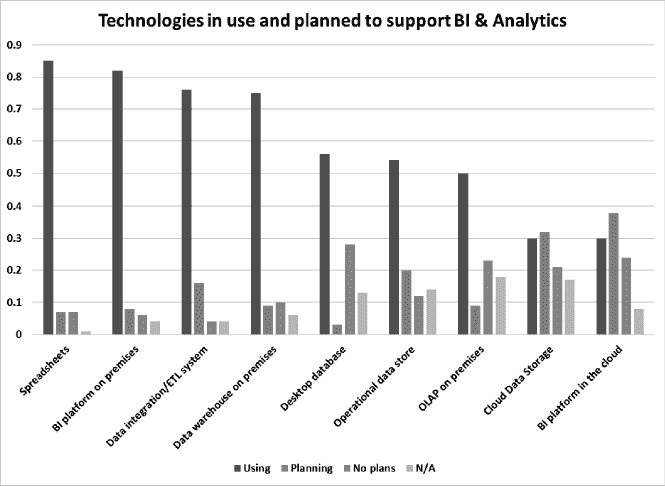 Technologies in use and planned to support BI & Analytics
0.9
0.8
0.7
0.6
0.5
0.4
0.3
0.2
0.1
0
Spreadsheets
BI platform on premises
Data integration/ETL system
Data warehouse on premises
Desktop database
Operational data store
OLAP on premises
Cloud Data Storage
BI platform in the cloud
Using Planning No plans N/A